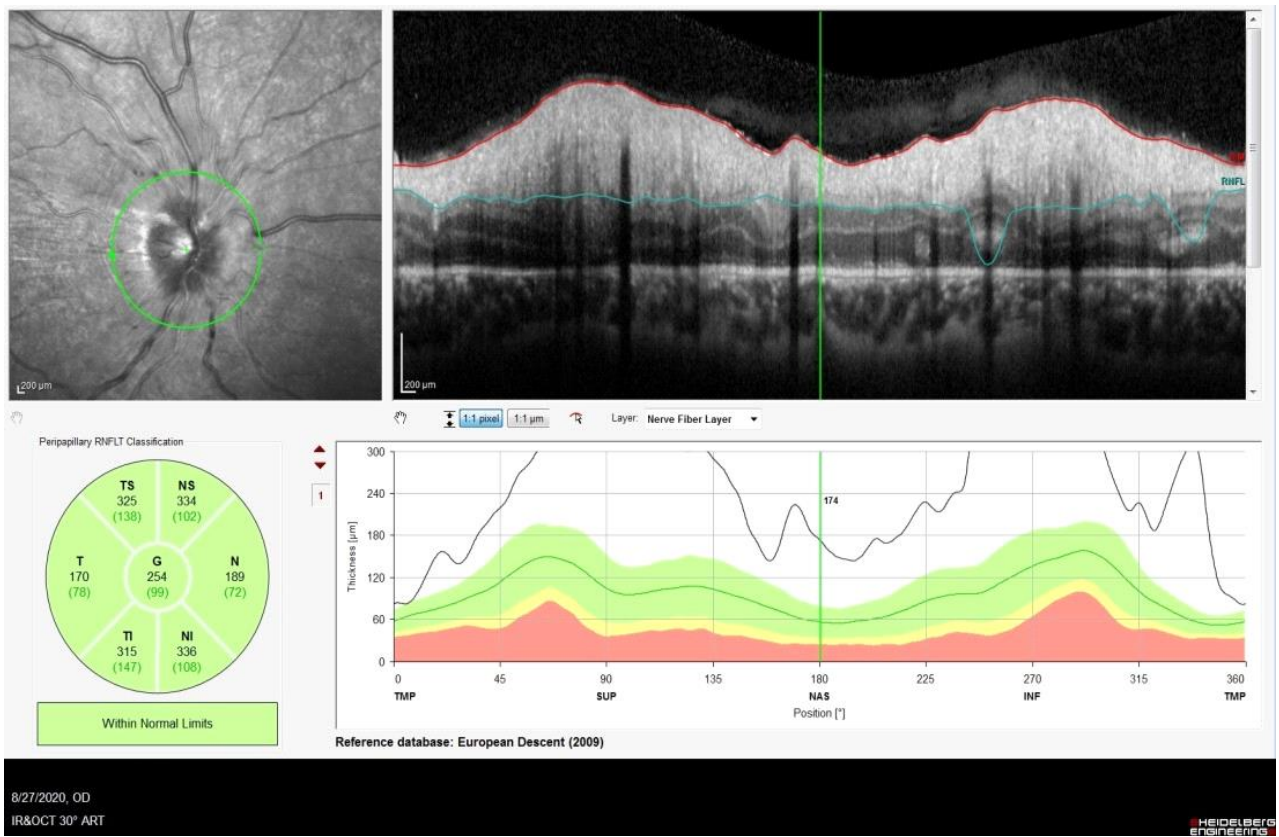 200 µm
RNFL
200 µm
1:1 pixel 1:1 µm Layer: Nerve Fiber Layer
Peripapillary RNFLT Classification
TS
325
(138)
NS
334
(102)
T
170
(78)
G
254
(99)
N
189
(72)
TI
315
(147)
NI
336
(108)
Within Normal Limits
1
Thickness [µm]
300
240
180
120
60
0
174
0 45 90 135 180 225 270 315 360
TMP SUP NAS INF TMP
Position [°]
Reference database: European Descent (2009)
8/27/2020, OD
IR&OCT 30° ART
HEIDELBERG
ENGINEERING